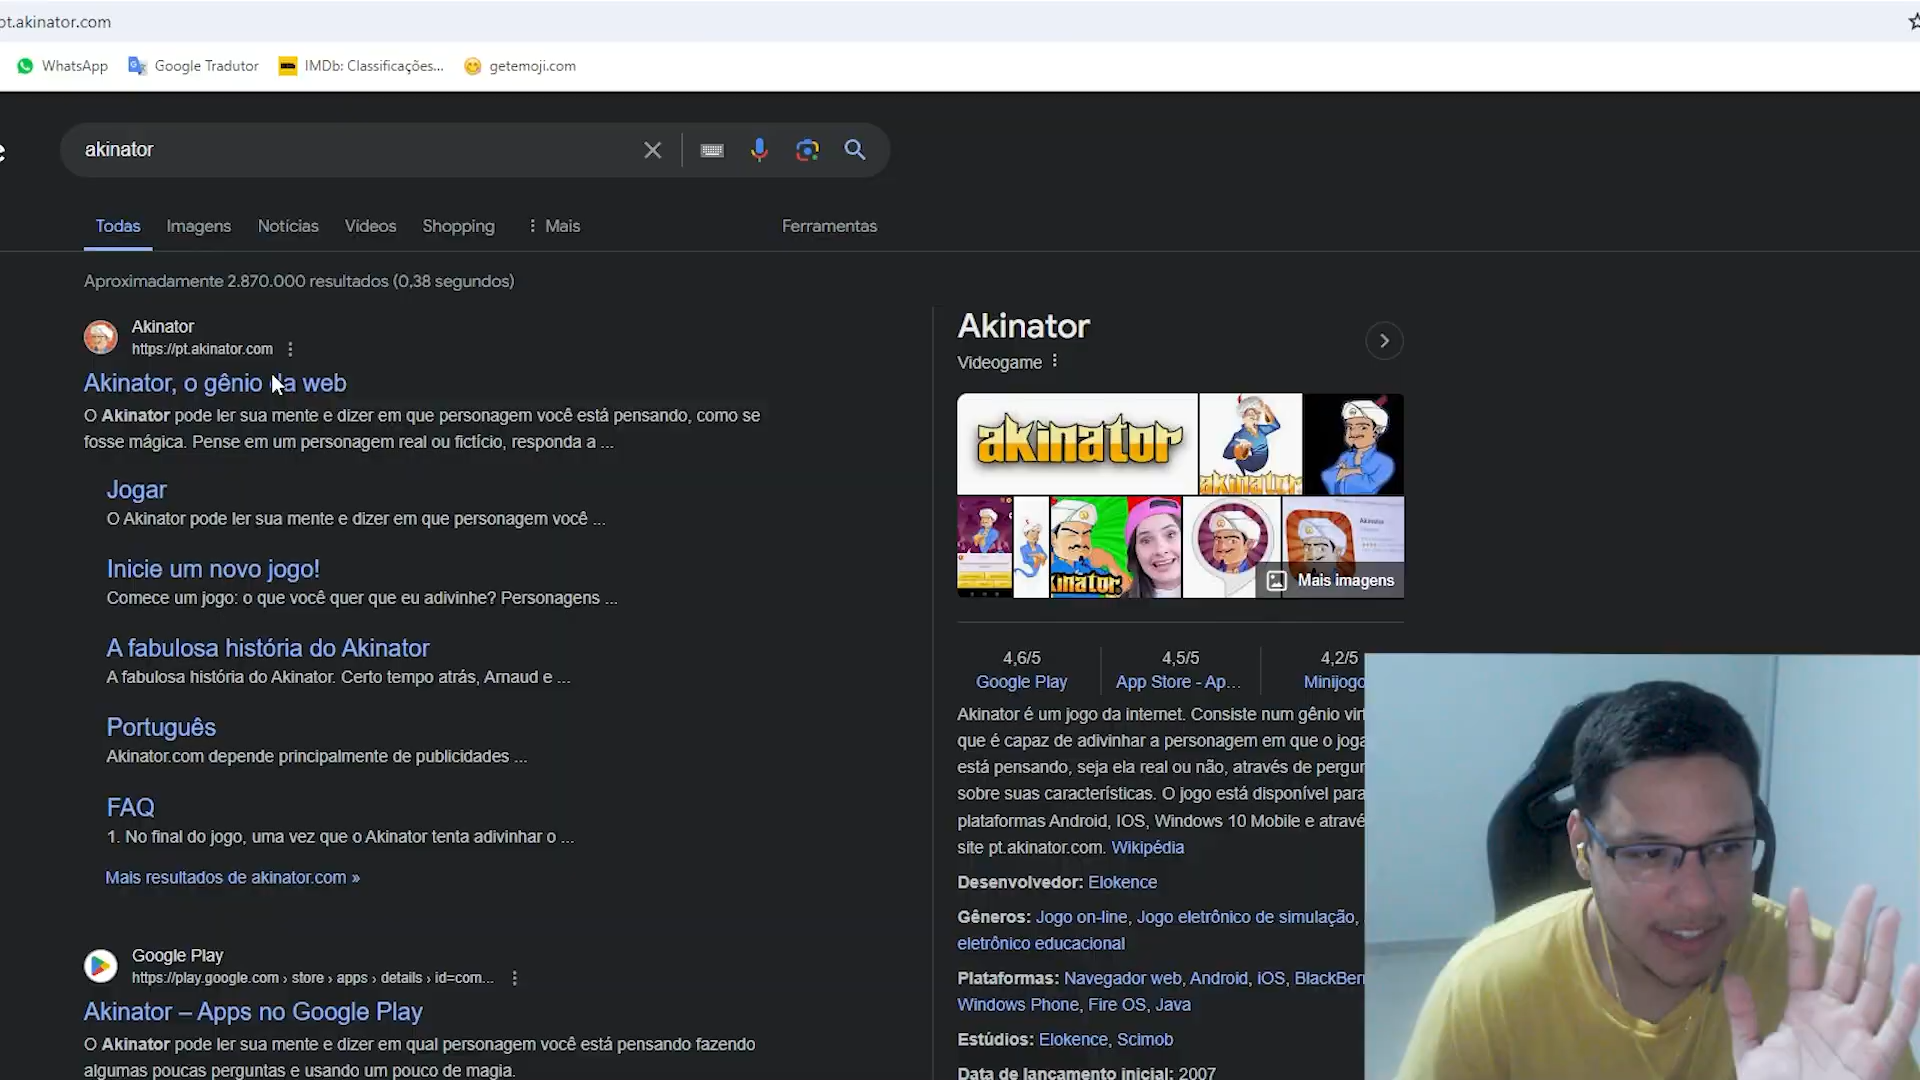 pt.akinator.com
WhatsApp
Google Tradutor
IMDb: Classificações...
getemoji.com
akinator
Todas
Imagens
Notícias
Vídeos
Shopping
Mais
Ferramentas
Aproximadamente 2.870.000 resultados (0,38 segundos)
Akinator
https://pt.akinator.com
Akinator, o gênio da web
O Akinator pode ler sua mente e dizer em que personagem você está pensando, como se
fosse mágica. Pense em um personagem real ou fictício, responda a ...
Jogar
O Akinator pode ler sua mente e dizer em que personagem você ...
Inicie um novo jogo!
Comece um jogo: o que você quer que eu adivinhe? Personagens ...
A fabulosa história do Akinator
A fabulosa história do Akinator. Certo tempo atrás, Arnaud e ...
Português
Akinator.com depende principalmente de publicidades ...
FAQ
1. No final do jogo, uma vez que o Akinator tenta adivinhar o ...
Mais resultados de akinator.com »
Google Play
https://play.google.com › store › apps › details › id=com...
Akinator – Apps no Google Play
O Akinator pode ler sua mente e dizer em qual personagem você está pensando fazendo
algumas poucas perguntas e usando um pouco de magia.
Akinator
Videogame
akinator
akinator
kinator
Akinator
Mais imagens
4,6/5
Google Play
4,5/5
App Store - Ap...
4,2/5
Minijogo
Akinator é um jogo da internet. Consiste num gênio vir
que é capaz de adivinhar a personagem em que o joga
está pensando, seja ela real ou não, através de pergur
sobre suas características. O jogo está disponível para
plataformas Android, IOS, Windows 10 Mobile e atravé
site pt.akinator.com. Wikipédia
Desenvolvedor: Elokence
Gêneros: Jogo on-line, Jogo eletrônico de simulação,
eletrônico educacional
Plataformas: Navegador web, Android, iOS, BlackBerr
Windows Phone, Fire OS, Java
Estúdios: Elokence, Scimob
Data de lançamento inicial: 2007